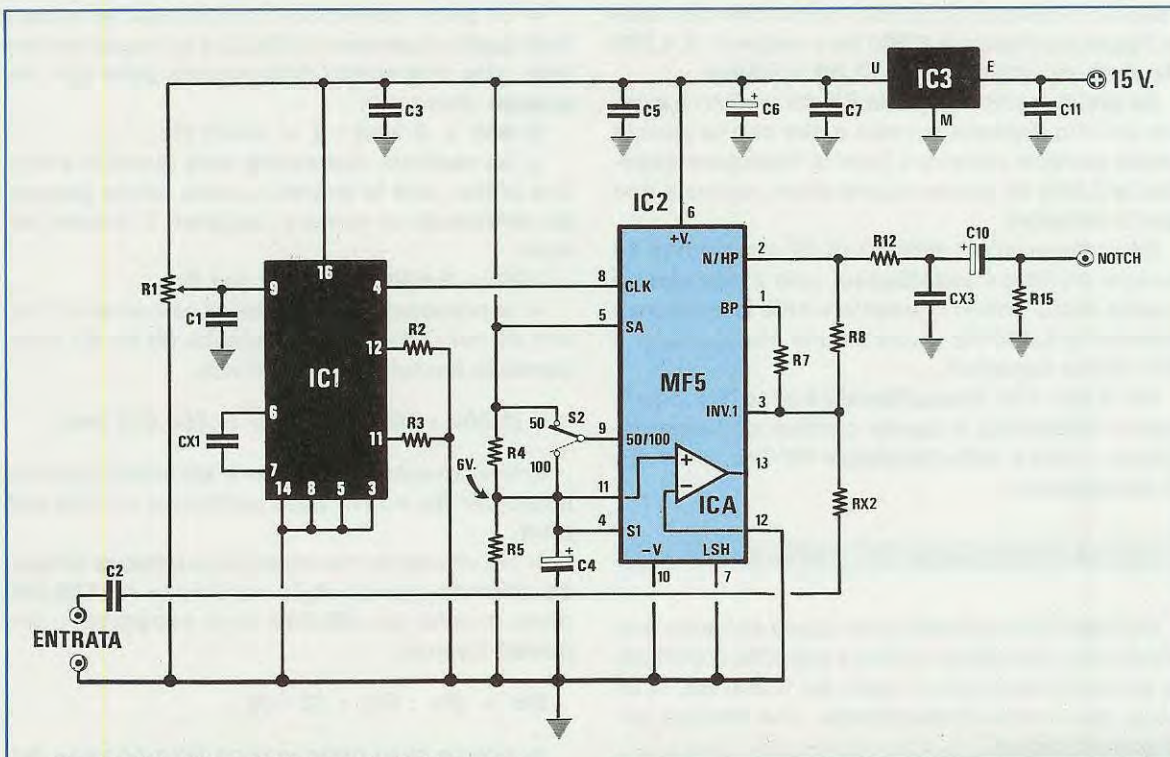 U IC3 E 15 V.
M
C3 C5 C6 C7 C11
IC2
6
+V.
R1 9 16 4 8 CLK N/HP 2 R12 C10 NOTCH
C1 5 SA BP 1 CX3 R15
12 R2 R7 R8
IC1 MF5
6 11 R3 S2 50 9 50/100 INV.1 3
CX1 100
7 R4
14 8 5 3 6V. 11 + 13 RX2
- ICA
4 S1 12
R5 C4 -V LSH
10 7
C2
ENTRATA